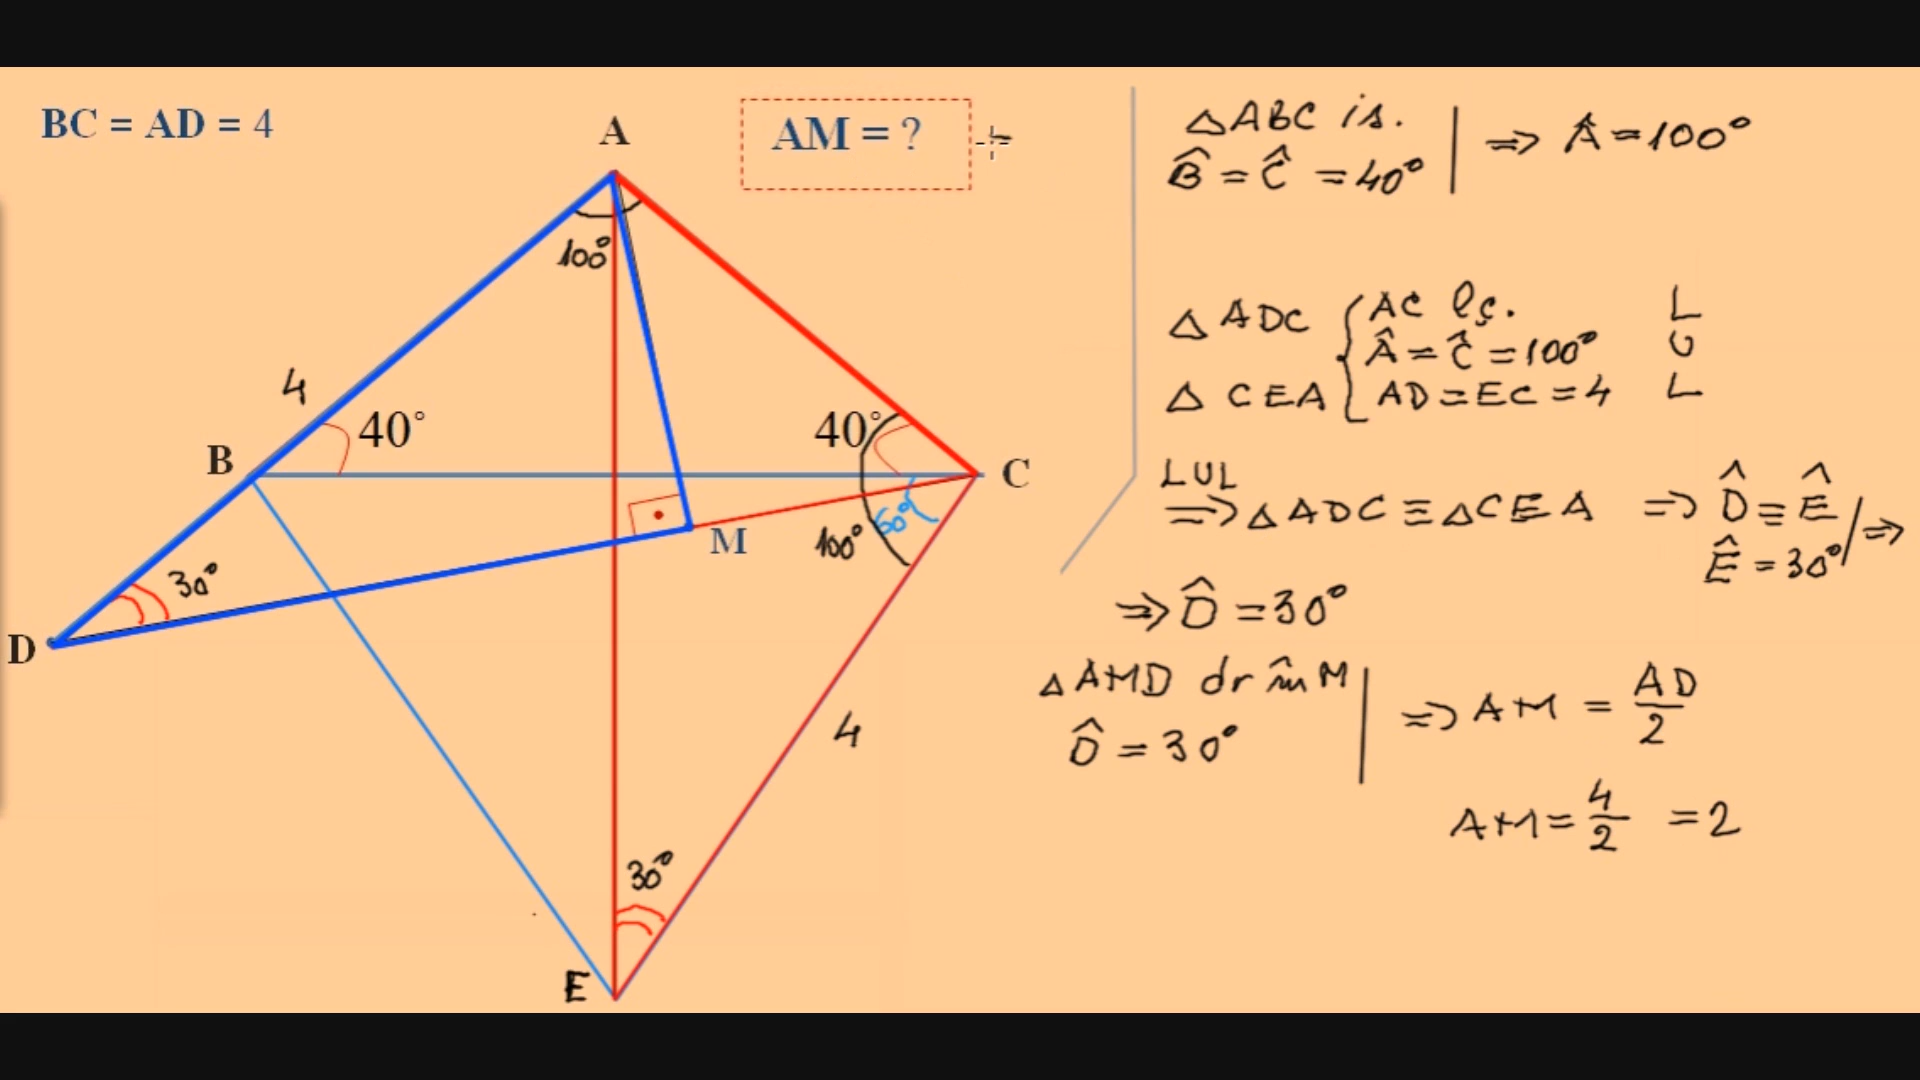 BC = AD = 4
AM = ?
A
100°
4
40°
40°
B
C
60°
100°
M
30°
D
4
30°
E
△ABC is.
B̂ = Ĉ = 40° ⇒ Â = 100°
△ADC { AC lç. L
Â = Ĉ = 100° U
△CEA AD = EC = 4 L
LUL
⇒ △ADC ≡ △CEA ⇒ D̂ ≡ Ê
Ê = 30° ⇒
⇒ D̂ = 30°
△AMD dr în M
D̂ = 30° ⇒ AM = AD/2
AM = 4/2 = 2